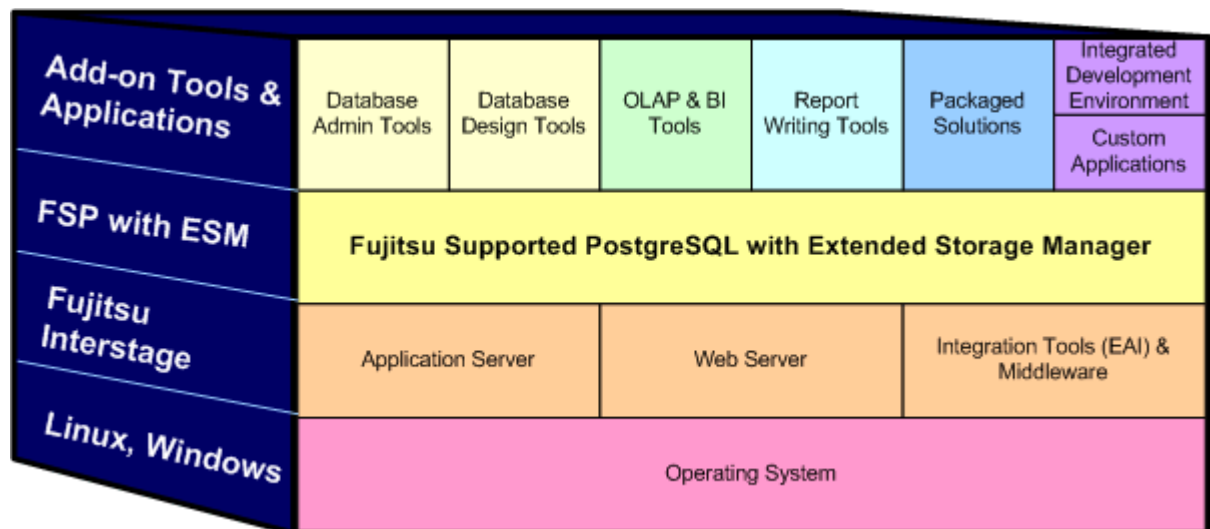 Add-on Tools &
Applications
Database
Admin Tools
Database
Design Tools
OLAP & BI
Tools
Report
Writing Tools
Packaged
Solutions
Integrated
Development
Environment
Custom
Applications
FSP with ESM
Fujitsu Supported PostgreSQL with Extended Storage Manager
Fujitsu
Interstage
Application Server
Web Server
Integration Tools (EAI) &
Middleware
Linux, Windows
Operating System